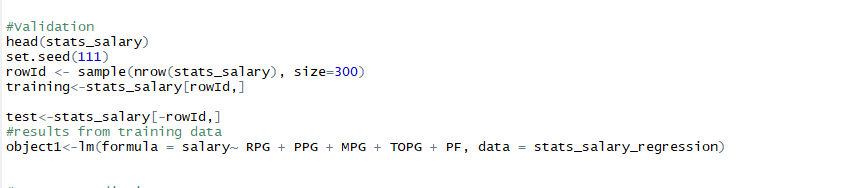 #Validation
head(stats_salary)
set.seed(111)
rowId <- sample(nrow(stats_salary), size=300)
training<-stats_salary[rowId,]
test<-stats_salary[-rowId,]
#results from training data
object1<-lm(formula = salary~ RPG + PPG + MPG + TOPG + PF, data = stats_salary_regression)